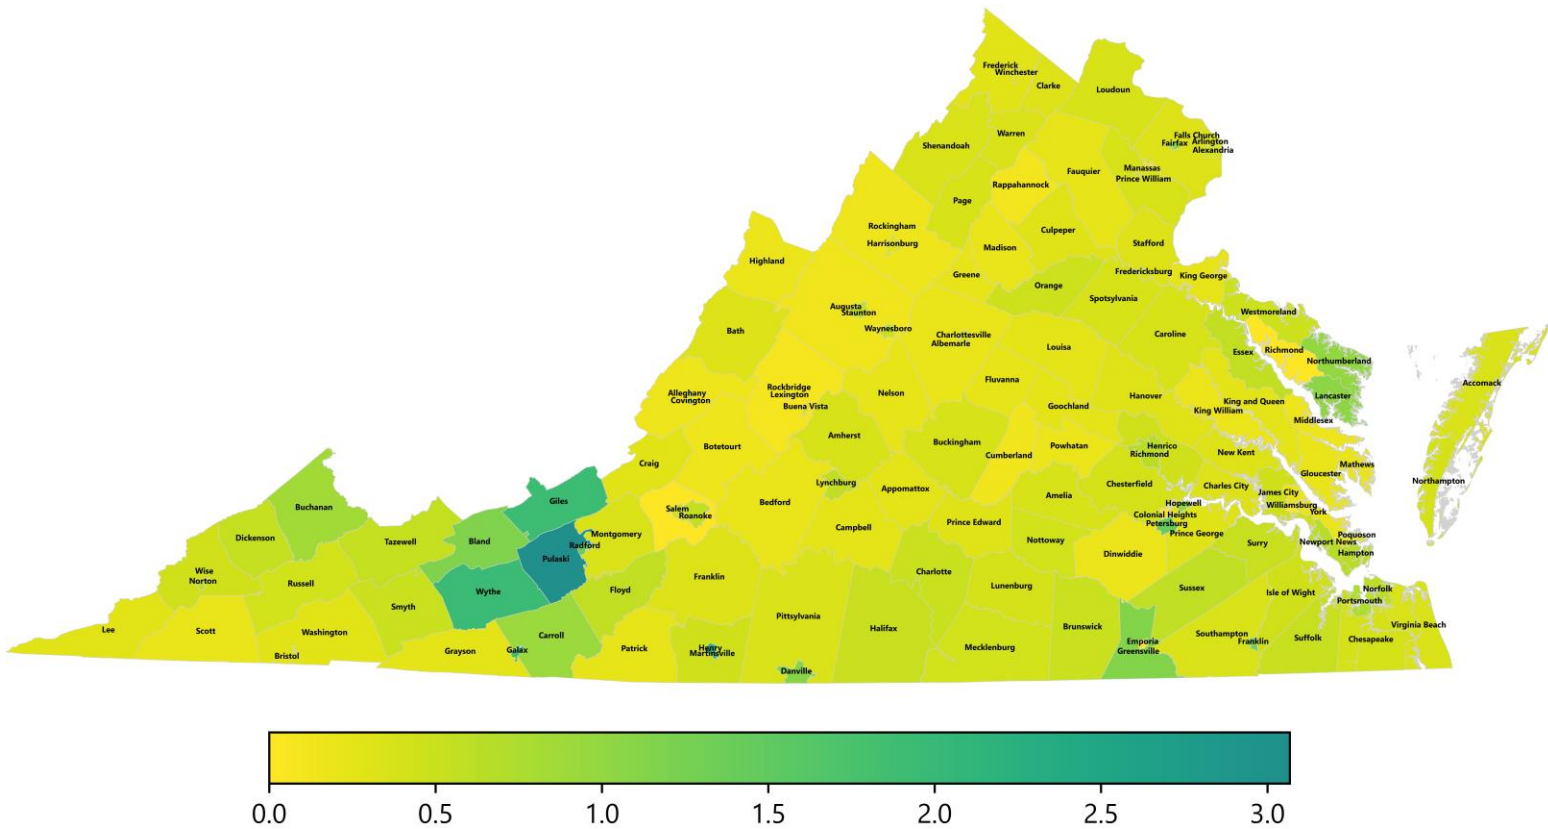 Frederick
Winchester
Clarke
Loudoun
Warren
Falls Church
Fairfax
Arlington
Alexandria
Shenandoah
Manassas
Prince William
Fauquier
Rappahannock
Page
Rockingham
Harrisonburg
Culpeper
Madison
Stafford
Highland
Greene
Fredericksburg
King George
Orange
Spotsylvania
Augusta
Staunton
Westmoreland
Waynesboro
Bath
Charlottesville
Albemarle
Caroline
Louisa
Essex
Richmond
Northumberland
Accomack
Fluvanna
Rockbridge
Lexington
Alleghany
Covington
Nelson
Hanover
Lancaster
Buena Vista
Goochland
King and Queen
King William
Middlesex
Amherst
Buckingham
Powhatan
Henrico
Richmond
Botetourt
Cumberland
New Kent
Craig
Mathews
Gloucester
Northampton
Lynchburg
Appomattox
Chesterfield
Charles City
James City
Williamsburg
York
Amelia
Bedford
Giles
Salem
Roanoke
Buchanan
Hopewell
Colonial Heights
Petersburg
Prince George
Campbell
Prince Edward
Poquoson
Newport News
Hampton
Montgomery
Radford
Nottoway
Surry
Dickenson
Tazewell
Bland
Pulaski
Dinwiddie
Wise
Norton
Russell
Franklin
Charlotte
Lunenburg
Sussex
Isle of Wight
Norfolk
Portsmouth
Wythe
Floyd
Smyth
Pittsylvania
Halifax
Brunswick
Virginia Beach
Lee
Scott
Washington
Carroll
Southampton
Franklin
Suffolk
Chesapeake
Emporia
Greensville
Bristol
Grayson
Galax
Patrick
Henry
Martinsville
Mecklenburg
Danville
0.0 0.5 1.0 1.5 2.0 2.5 3.0